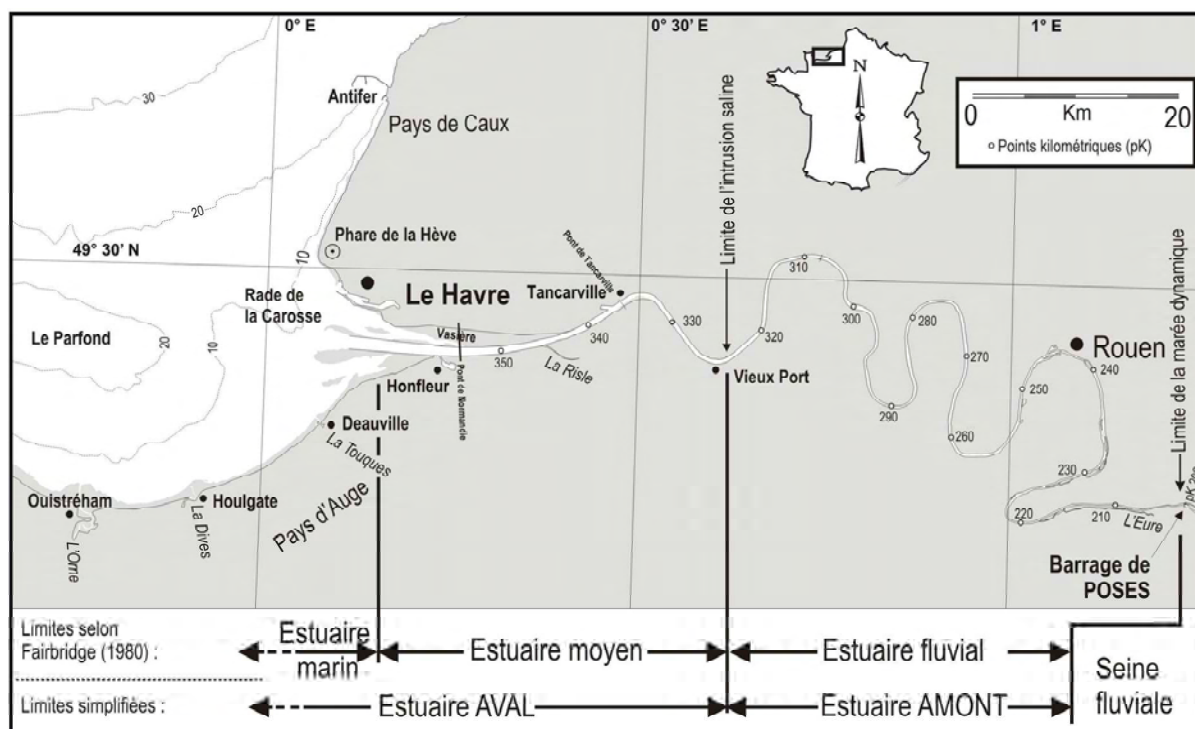 0° E
0° 30' E
1° E
30
Antifer
Pays de Caux
N
0
Km
20
Points kilométriques (pK)
20
Limite de l'intrusion saline
Limite de la marée dynamique
49° 30' N
10
Phare de la Hève
Pont de Tancarville
310
Rade de
la Carosse
Le Havre
Tancarville
300
280
Le Parfond
20
10
Vasière
340
330
320
270
Rouen
240
350
La Risle
Honfleur
Pont de Normandie
Vieux Port
250
290
Deauville
La Touques
260
230
Ouistréham
Houlgate
Pays d'Auge
220
210
L'Eure
L'Orne
La Dives
Barrage de
POSES
Limites selon
Fairbridge (1980) :
Estuaire
marin
Estuaire moyen
Estuaire fluvial
Seine
fluviale
Limites simplifiées :
Estuaire AVAL
Estuaire AMONT